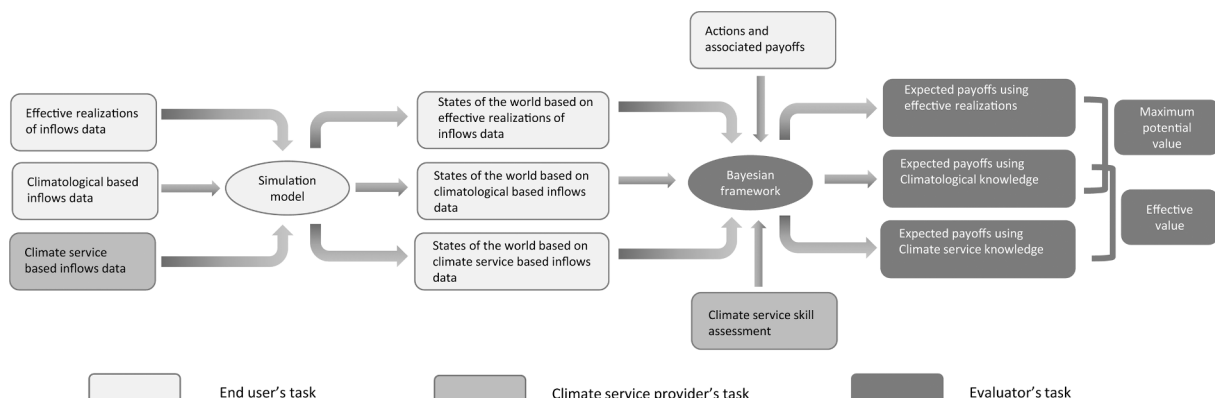 Actions and
associated payoffs
Effective realizations
of inflows data
Climatological based
inflows data
Climate service
based inflows data
Simulation
model
States of the world based on
effective realizations of
inflows data
States of the world based on
climatological based inflows
data
States of the world based on
climate service based inflows
data
Bayesian
framework
Climate service skill
assessment
Expected payoffs using
effective realizations
Expected payoffs using
Climatological knowledge
Expected payoffs using
Climate service knowledge
Maximum
potential
value
Effective
value
End user's task
Climate service provider's task
Evaluator's task